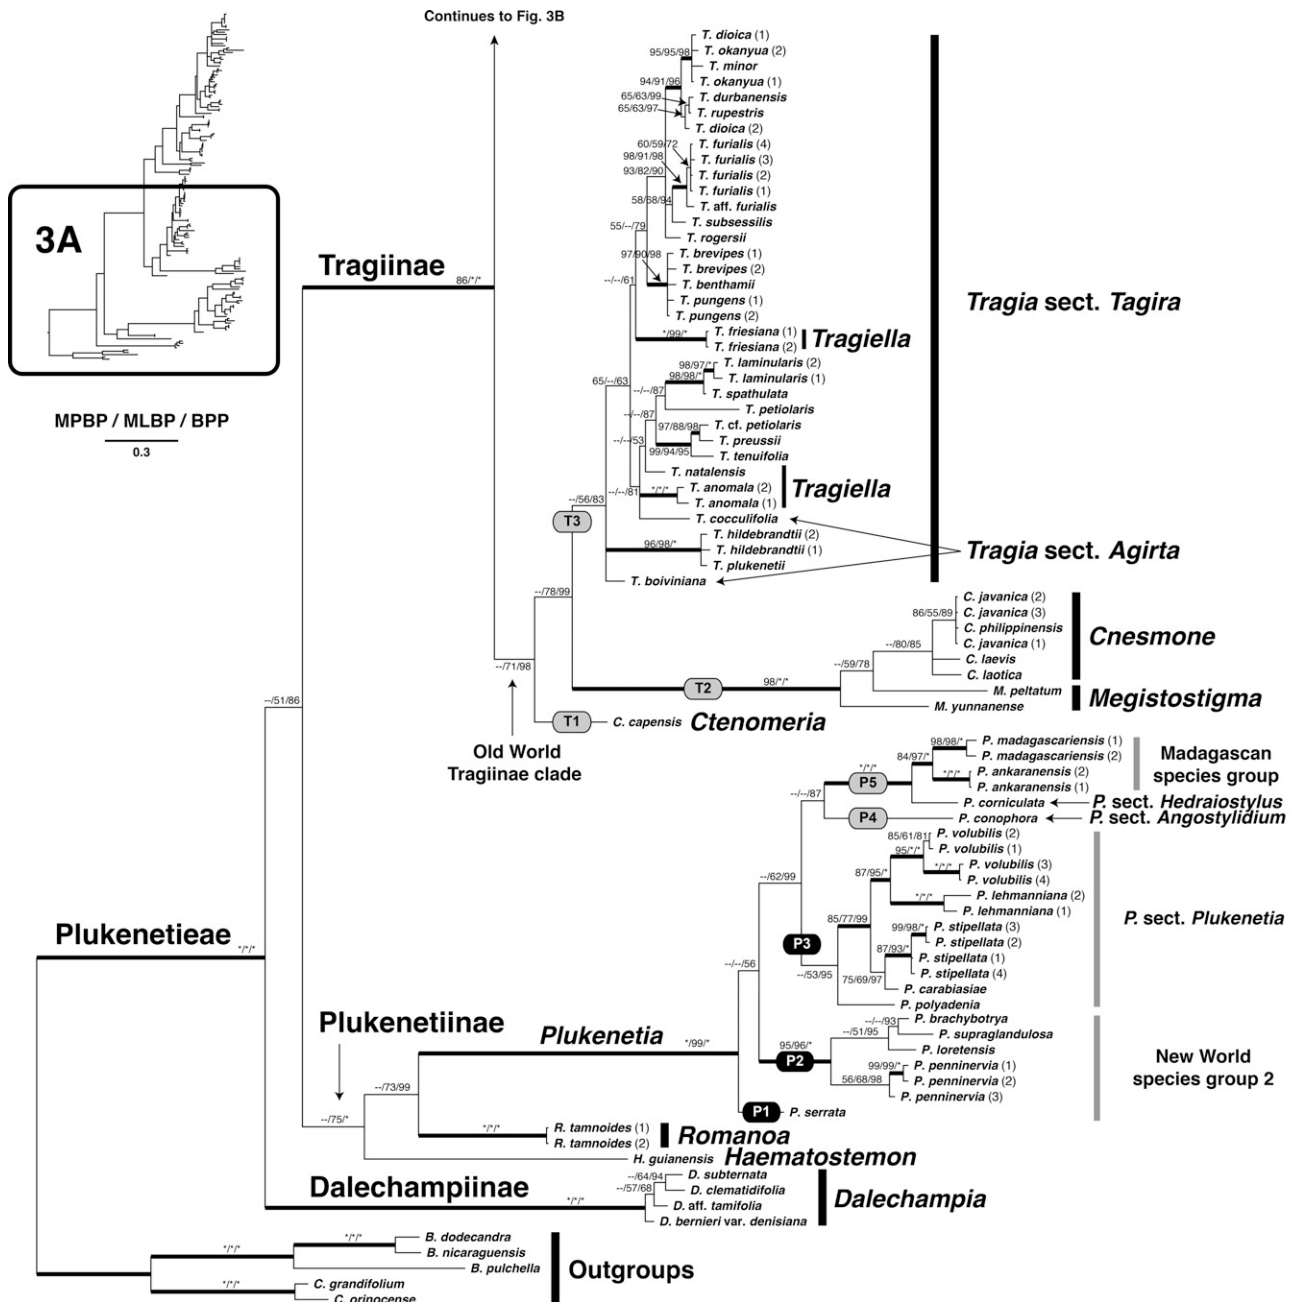 Continues to Fig. 3B
3A
MPBP / MLBP / BPP
0.3
Tragiinae
86/*/*
T. dioica (1)
95/95/98
T. okanyua (2)
T. minor
94/91/96
T. okanyua (1)
65/63/99
T. durbanensis
65/63/97
T. rupestris
T. dioica (2)
60/59/72
T. furialis (4)
98/91/98
T. furialis (3)
93/82/90
T. furialis (2)
T. furialis (1)
58/68/94
T. aff. furialis
T. subsessilis
55/--/79
T. rogersii
97/90/98
T. brevipes (1)
T. brevipes (2)
--/--/61
T. benthamii
T. pungens (1)
T. pungens (2)
Tragia sect. Tagira
*/99/*
T. friesiana (1)
T. friesiana (2)
Tragiella
98/97/*
T. laminularis (2)
98/98/*
T. laminularis (1)
65/--/63
--/--/87
T. spathulata
T. petiolaris
--/--/87
97/88/98
T. cf. petiolaris
--/--/53
T. preussii
99/94/95
T. tenuifolia
T. natalensis
--/--/81
*/*/*
T. anomala (2)
T. anomala (1)
Tragiella
--/56/83
T3
T. cocculifolia
T. hildebrandtii (2)
96/98/*
T. hildebrandtii (1)
T. plukenetii
T. boiviniana
Tragia sect. Agirta
--/78/99
C. javanica (2)
86/55/89
C. javanica (3)
C. philippinensis
--/80/85
C. javanica (1)
--/59/78
C. laevis
C. laotica
Cnesmone
--/71/98
T2
98/*/*
M. peltatum
M. yunnanense
Megistostigma
T1
C. capensis
Ctenomeria
Old World
Tragiinae clade
--/51/86
98/98/*
P. madagascariensis (1)
P. madagascariensis (2)
84/97/*
*/*/*
P. ankaranensis (2)
P. ankaranensis (1)
Madagascan
species group
*/*/*
P5
--/--/87
P. corniculata
P. sect. Hedraiostylus
P4
P. conophora
P. sect. Angostylidium
85/61/81
P. volubilis (2)
95/*/*
P. volubilis (1)
*/*/*
P. volubilis (3)
--/62/99
87/95/*
P. volubilis (4)
*/*/*
P. lehmanniana (2)
P. lehmanniana (1)
85/77/99
99/98/*
P. stipellata (3)
P. stipellata (2)
87/93/*
P. stipellata (1)
P3
75/69/97
P. stipellata (4)
--/53/95
P. carabiasiae
P. polyadenia
P. sect. Plukenetia
--/--/56
--/--/93
P. brachybotrya
--/51/95
P. supraglandulosa
P. loretensis
95/96/*
P2
99/99/*
P. penninervia (1)
56/68/98
P. penninervia (2)
P. penninervia (3)
New World
species group 2
P1
P. serrata
Plukenetieae
*/*/*
Plukenetiinae
Plukenetia
*/99/*
--/73/99
--/75/*
*/*/*
R. tamnoides (1)
R. tamnoides (2)
Romanoa
H. guianensis
Haematostemon
Dalechampiinae
*/*/*
--/64/94
D. subternata
--/57/68
D. clematidifolia
D. aff. tamifolia
D. bernieri var. denisiana
Dalechampia
*/*/*
B. dodecandra
*/*/*
B. nicaraguensis
B. pulchella
*/*/*
C. grandifolium
C. orinocense
Outgroups